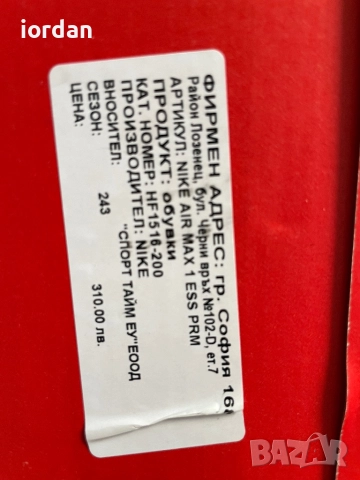 iordan
ФИРМЕН АДРЕС: гр. София 168
Район Лозенец, бул. Черни връх №102-D, ет.7
АРТИКУЛ: NIKE AIR MAX 1 ESS PRM
ПРОДУКТ: обувки
КАТ. НОМЕР: HF1516-200
ПРОИЗВОДИТЕЛ: NIKE
ВНОСИТЕЛ: "СПОРТ ТАЙМ ЕУ"ЕООД
СЕЗОН: 243
ЦЕНА: 310.00 лв.
BAZAR